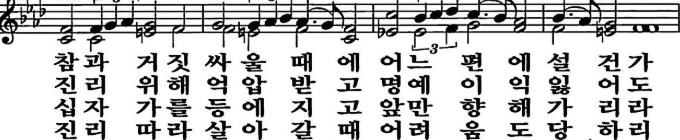 참과 거짓 싸울 때에 어느 편에 설 건가
진리 위해 억압 받고 명예 이익 잃어도
십자가를 등에 지고 앞만 향해 가리라
진리 따라 살아갈 때 어려움도 당하리